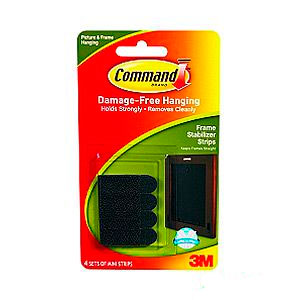 Picture & Frame
Hanging
Command
BRAND
Damage-Free Hanging
Holds Strongly • Removes Cleanly
Frame
Stabilizer
Strips
Keeps Frames Straight
4 SETS OF MINI STRIPS
3M